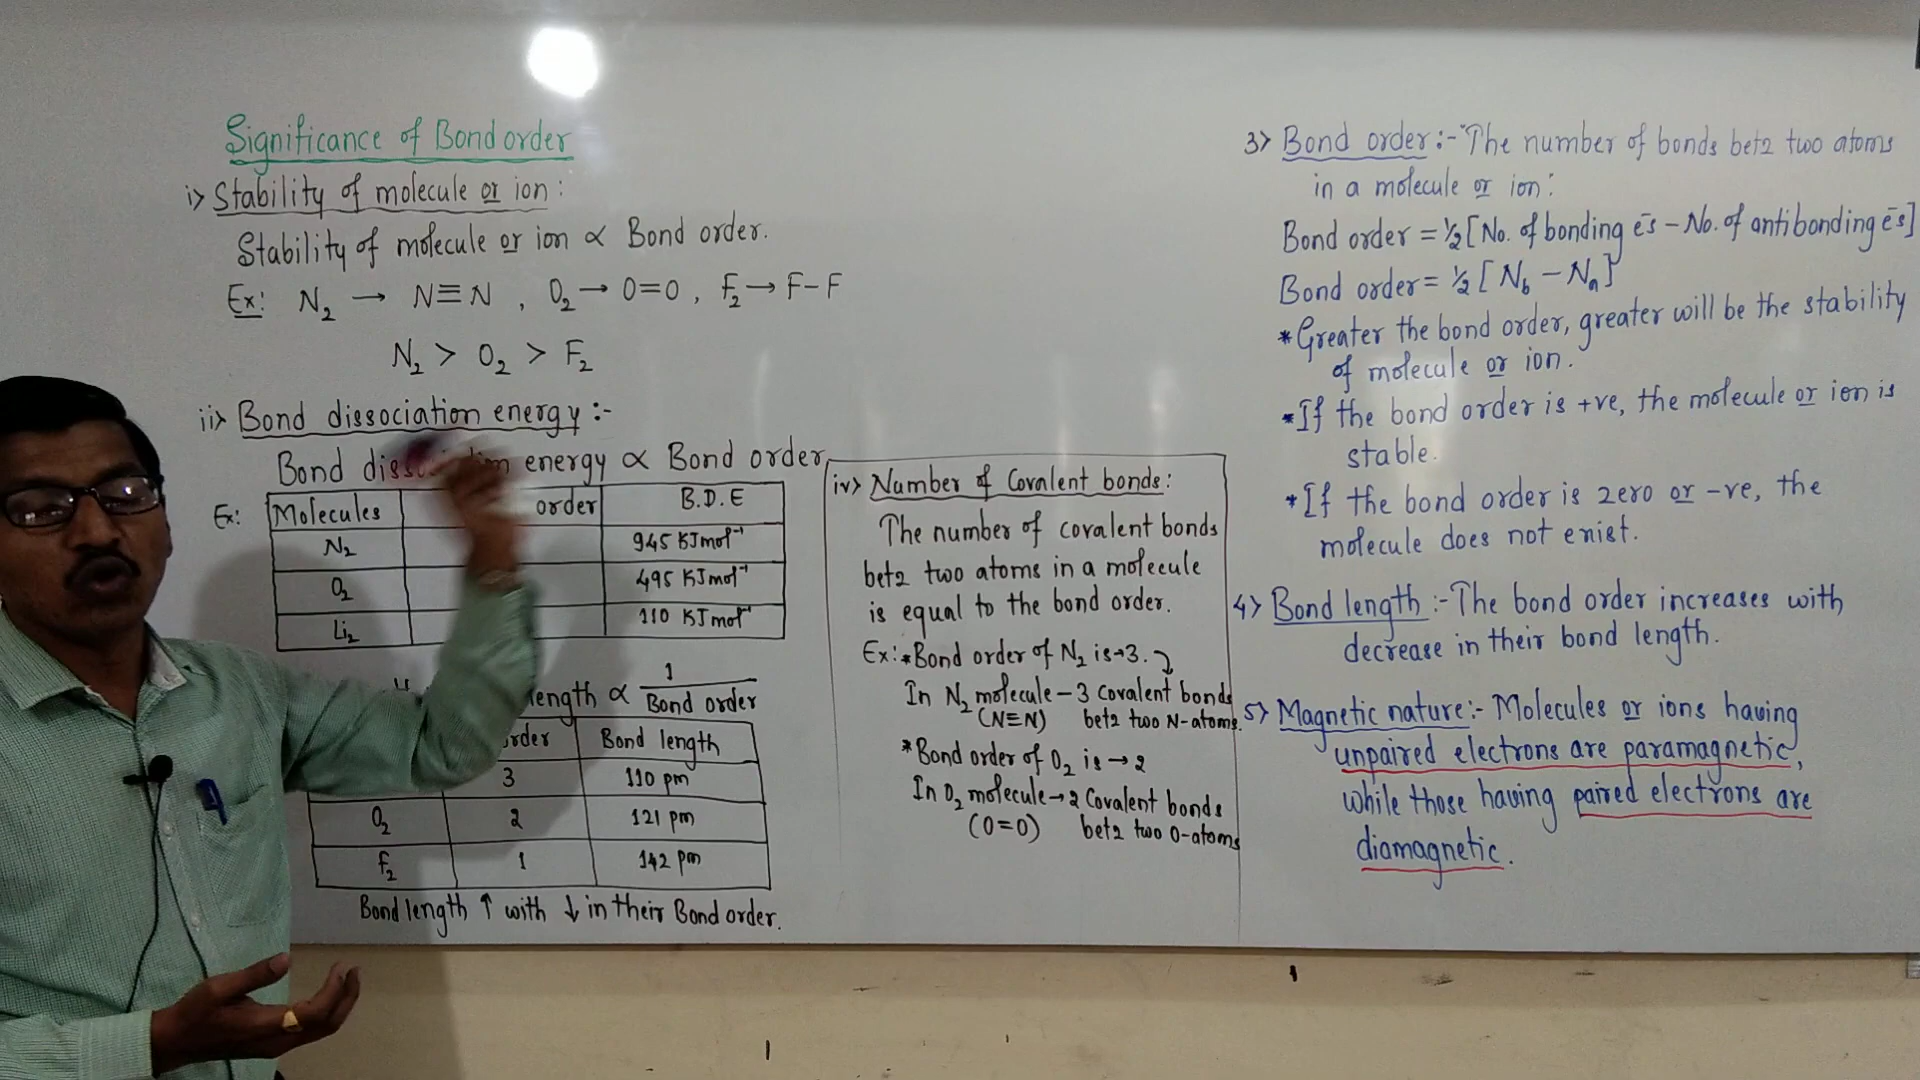 Significance of Bond order
i> Stability of molecule or ion :
Stability of molecule or ion ∝ Bond order.
Ex: N₂ → N≡N , O₂ → O=O , F₂ → F-F
N₂ > O₂ > F₂
ii> Bond dissociation energy :-
Bond energy ∝ Bond order
Ex: Molecules order B.D.E
N₂ 945 KJmol⁻¹
O₂ 495 KJmol⁻¹
Li₂ 110 KJmol⁻¹
length ∝ 1/Bond order
order Bond length
3 110 pm
O₂ 2 121 pm
F₂ 1 142 pm
Bond length ↑ with ↓ in their Bond order.
iv> Number of Covalent bonds :
The number of covalent bonds
bet₂ two atoms in a molecule
is equal to the bond order.
Ex: * Bond order of N₂ is → 3.
In N₂ molecule – 3 Covalent bonds
(N≡N) bet₂ two N-atoms.
* Bond order of O₂ is → 2
In O₂ molecule → 2 Covalent bonds
(O=O) bet₂ two O-atoms
3> Bond order :- "The number of bonds bet₂ two atoms
in a molecule or ion".
Bond order = ½ [No. of bonding ēs – No. of antibonding ēs]
Bond order = ½ [N_b – N_a]
* Greater the bond order, greater will be the stability
of molecule or ion.
* If the bond order is +ve, the molecule or ion is
stable.
* If the bond order is zero or -ve, the
molecule does not exist.
4> Bond length :- The bond order increases with
decrease in their bond length.
5> Magnetic nature :- Molecules or ions having
unpaired electrons are paramagnetic,
while those having paired electrons are
diamagnetic.